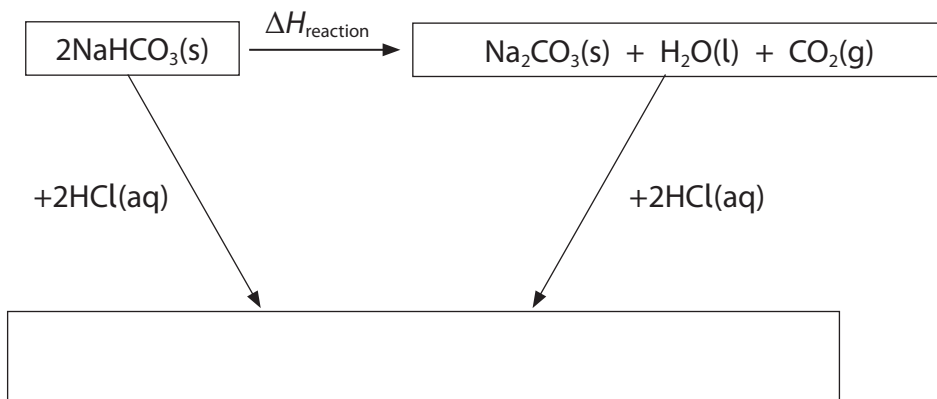 ΔH_reaction
2NaHCO₃(s)
Na₂CO₃(s) + H₂O(l) + CO₂(g)
+2HCl(aq)
+2HCl(aq)